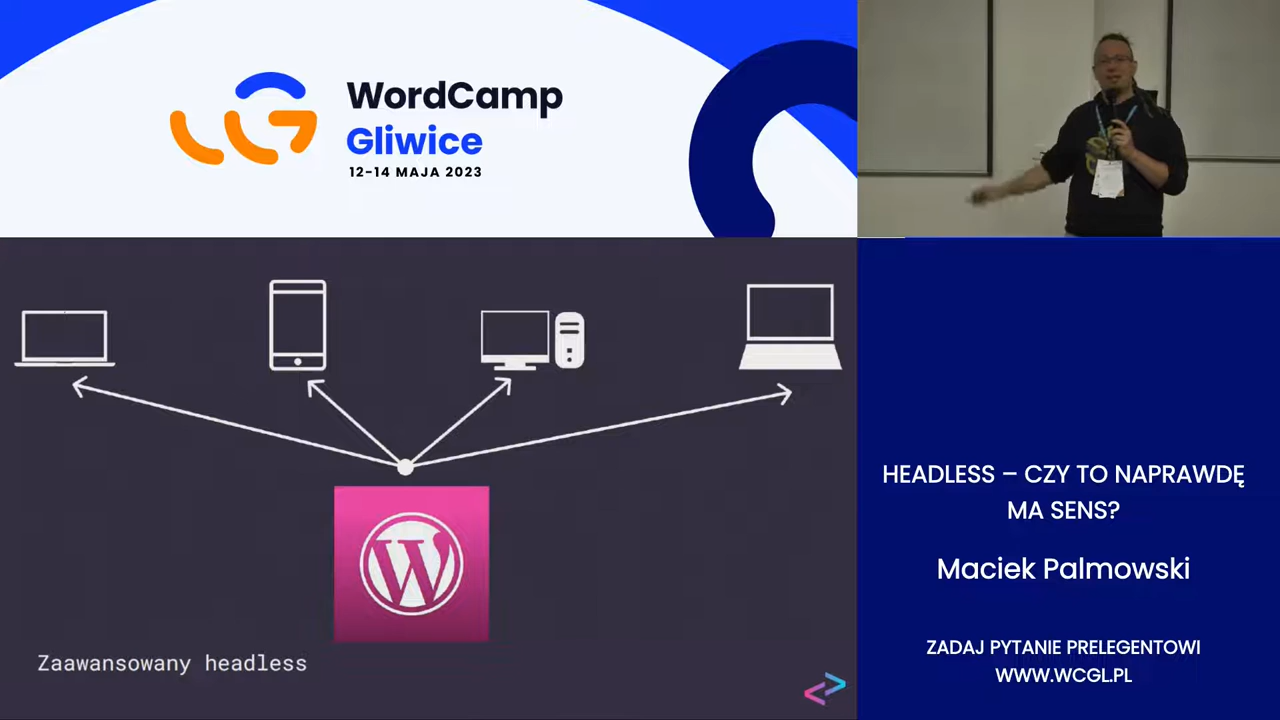 WordCamp
Gliwice
12-14 MAJA 2023
Zaawansowany headless
HEADLESS – CZY TO NAPRAWDĘ
MA SENS?
Maciek Palmowski
ZADAJ PYTANIE PRELEGENTOWI
WWW.WCGL.PL